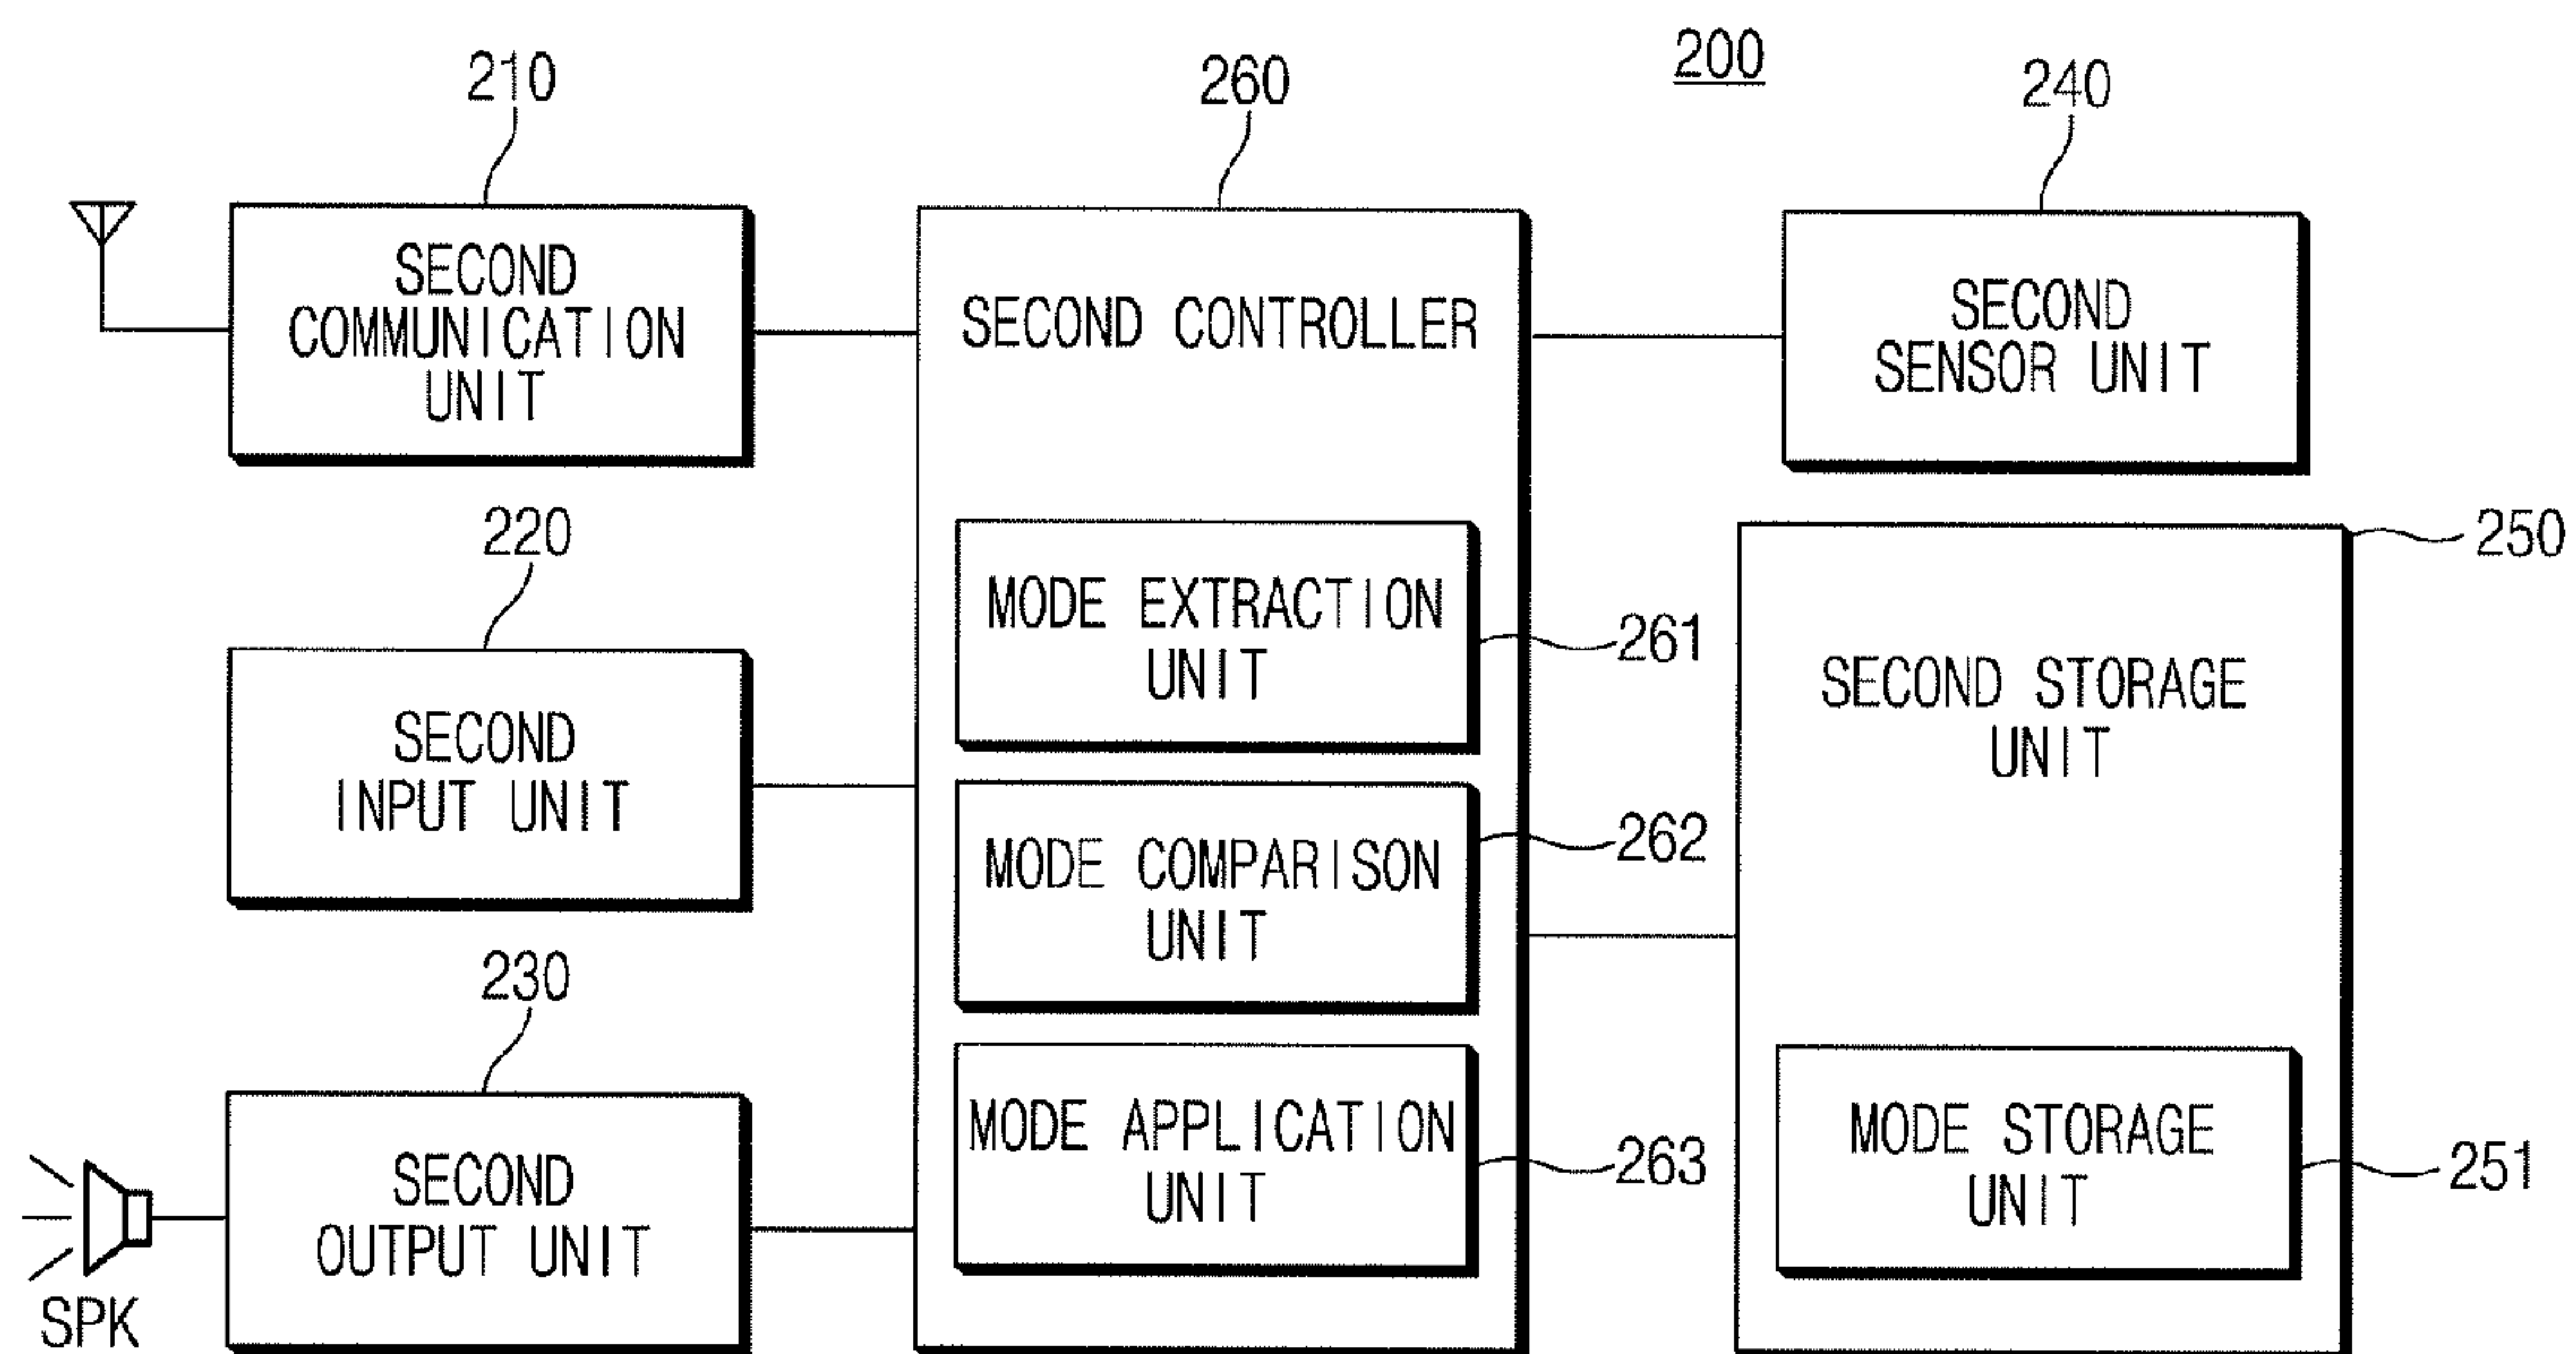 200
210
SECOND
COMMUNICATION
UNIT
220
SECOND
INPUT UNIT
230
SECOND
OUTPUT UNIT
SPK
260
SECOND CONTROLLER
MODE EXTRACTION
UNIT
261
MODE COMPARISON
UNIT
262
MODE APPLICATION
UNIT
263
240
SECOND
SENSOR UNIT
250
SECOND STORAGE
UNIT
MODE STORAGE
UNIT
251